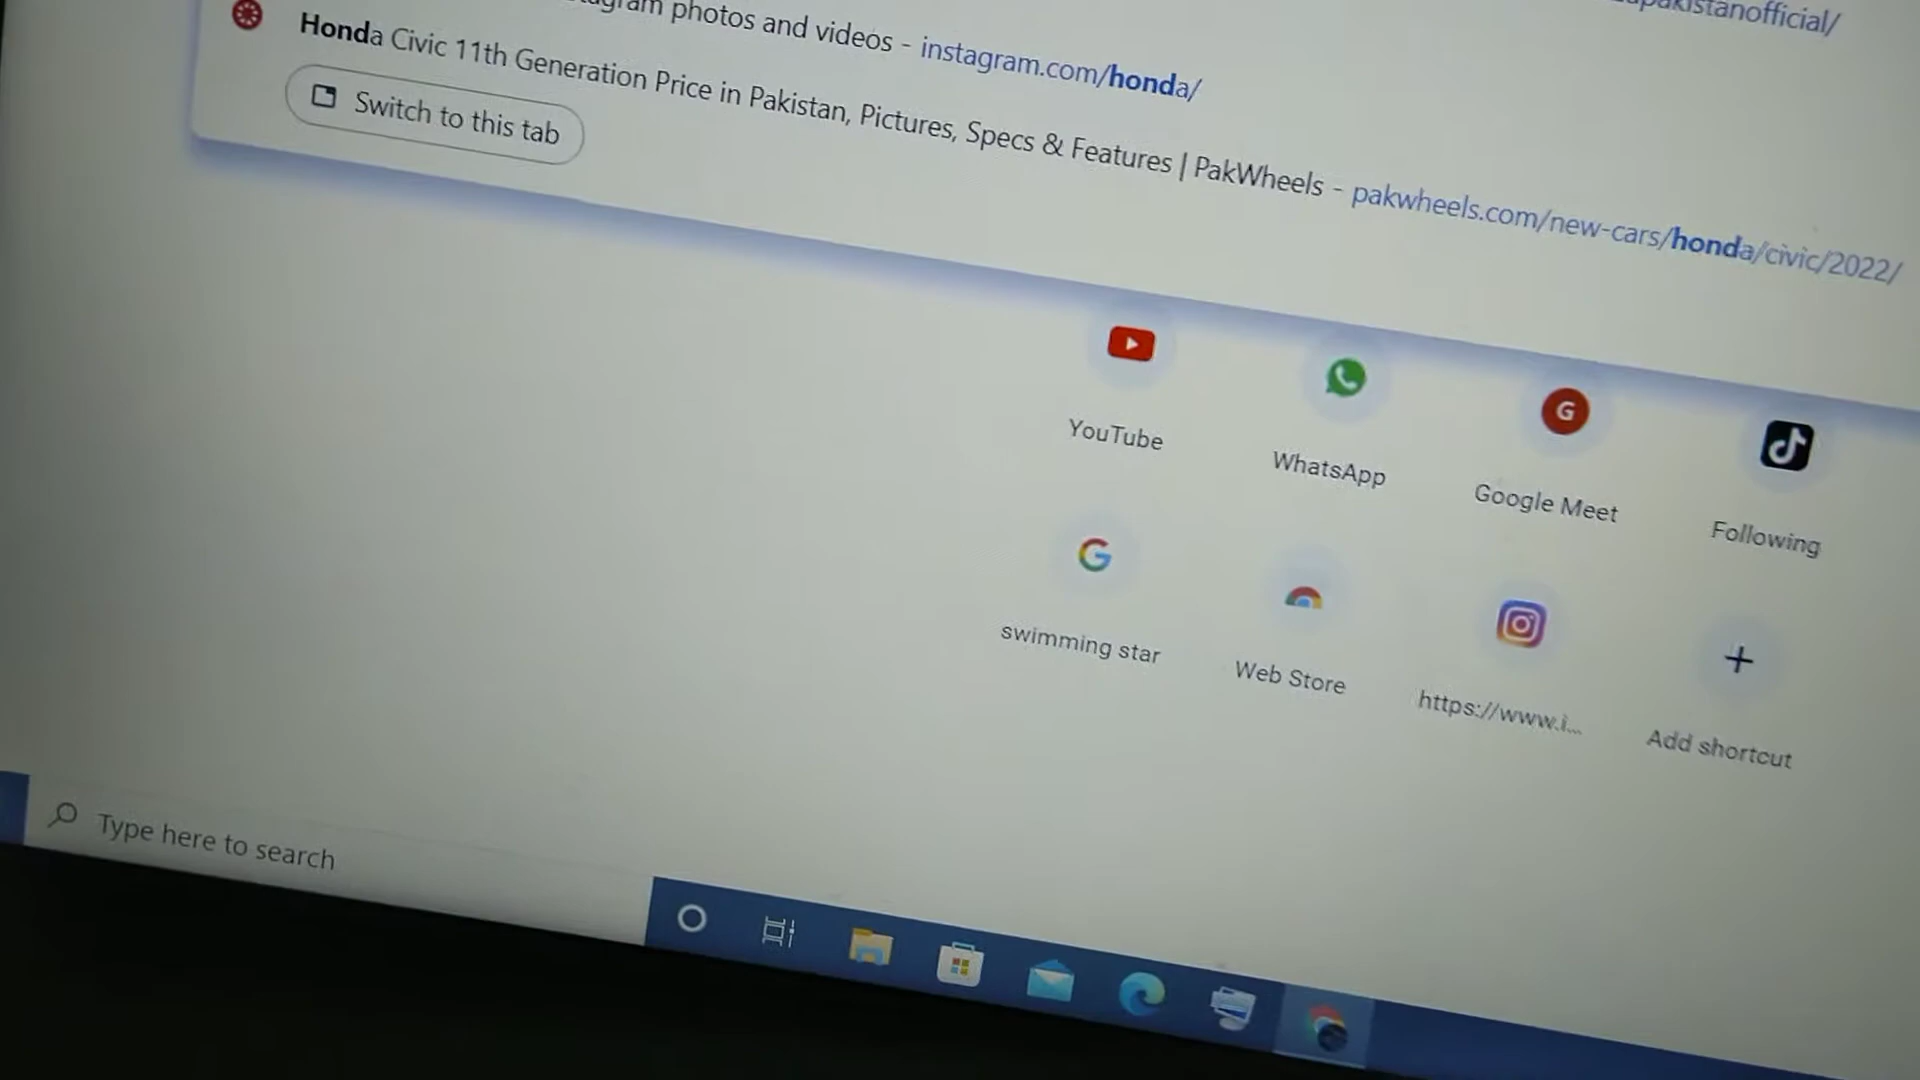 photos and videos - instagram.com/honda/
Honda Civic 11th Generation Price in Pakistan, Pictures, Specs & Features | PakWheels - pakwheels.com/new-cars/honda/civic/2022/
Switch to this tab
YouTube
WhatsApp
G
Google Meet
Following
G
swimming star
Web Store
https://www.i...
Add shortcut
Type here to search